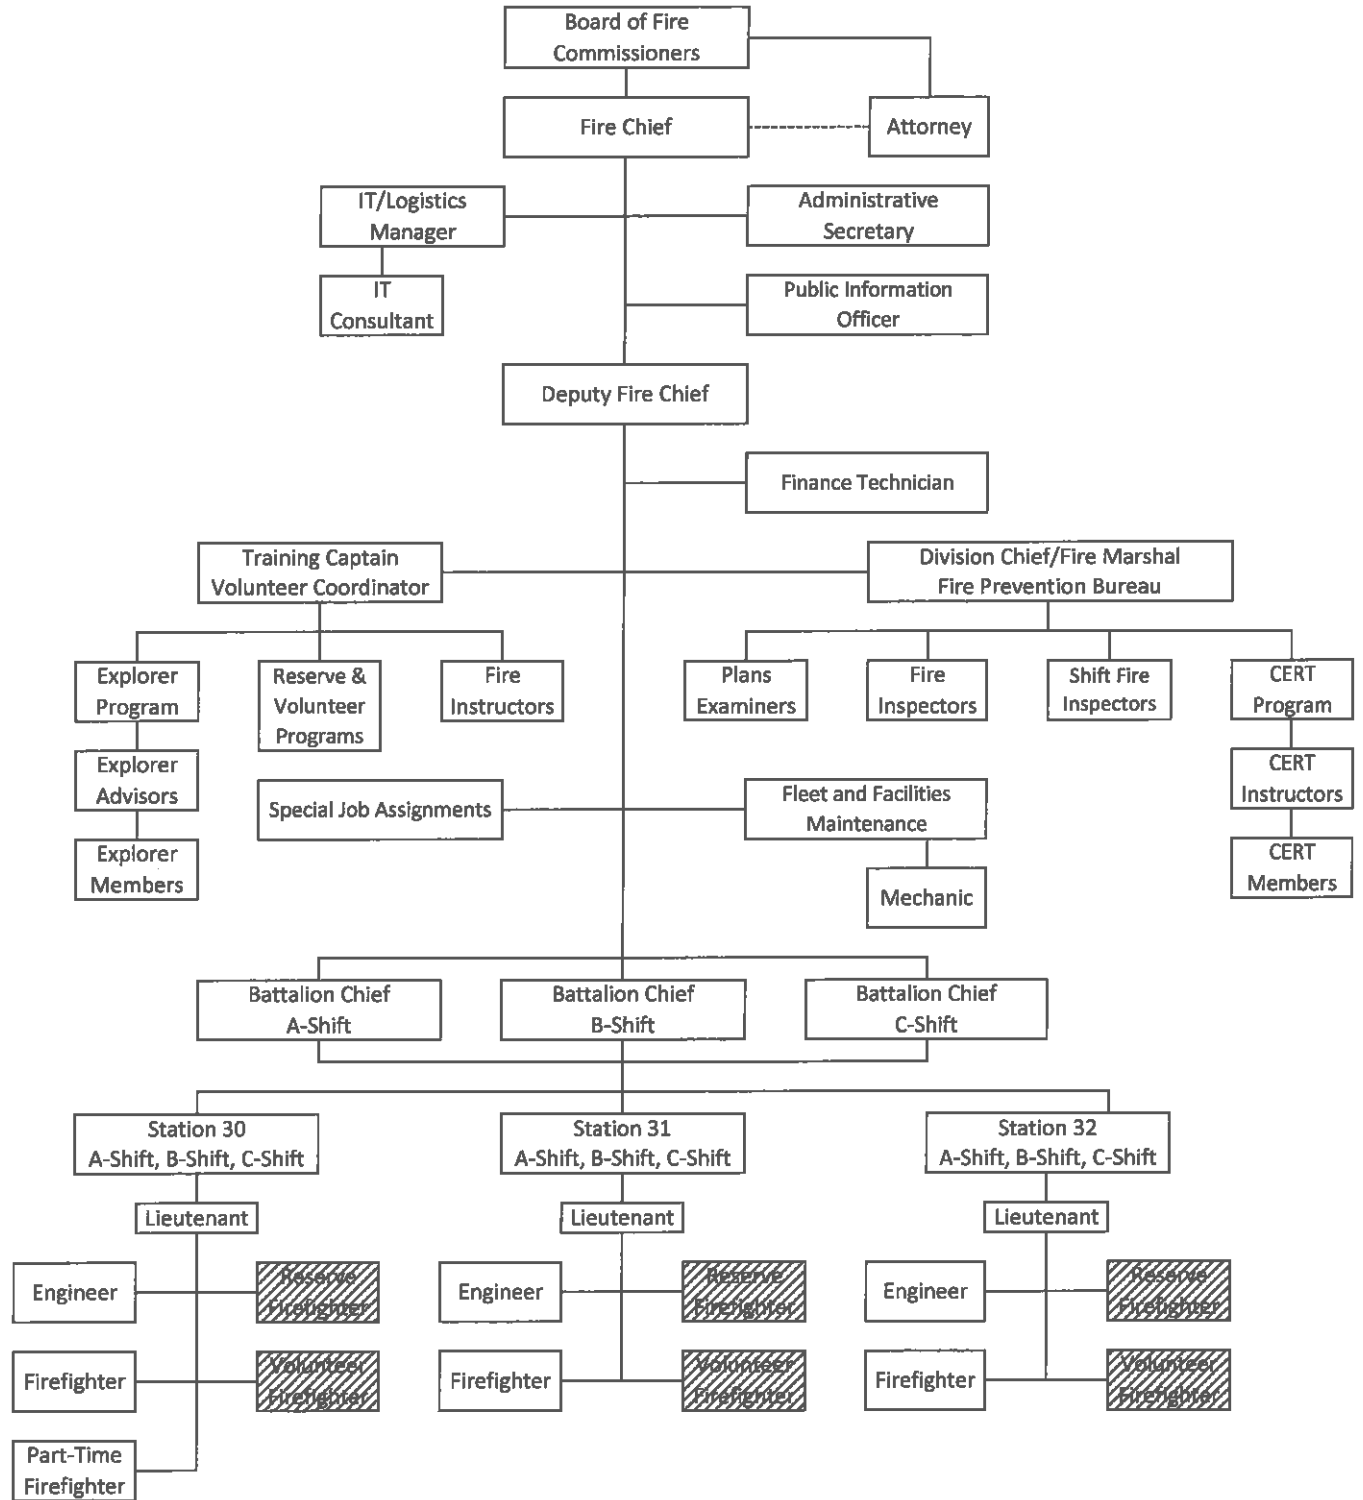 Board of Fire
Commissioners
Fire Chief
Attorney
IT/Logistics
Manager
Administrative
Secretary
IT
Consultant
Public Information
Officer
Deputy Fire Chief
Finance Technician
Training Captain
Volunteer Coordinator
Division Chief/Fire Marshal
Fire Prevention Bureau
Explorer
Program
Reserve &
Volunteer
Programs
Fire
Instructors
Plans
Examiners
Fire
Inspectors
Shift Fire
Inspectors
CERT
Program
Explorer
Advisors
CERT
Instructors
Special Job Assignments
Fleet and Facilities
Maintenance
Explorer
Members
CERT
Members
Mechanic
Battalion Chief
A-Shift
Battalion Chief
B-Shift
Battalion Chief
C-Shift
Station 30
A-Shift, B-Shift, C-Shift
Station 31
A-Shift, B-Shift, C-Shift
Station 32
A-Shift, B-Shift, C-Shift
Lieutenant
Lieutenant
Lieutenant
Engineer
Reserve
Firefighter
Engineer
Reserve
Firefighter
Engineer
Reserve
Firefighter
Firefighter
Volunteer
Firefighter
Firefighter
Volunteer
Firefighter
Firefighter
Volunteer
Firefighter
Part-Time
Firefighter